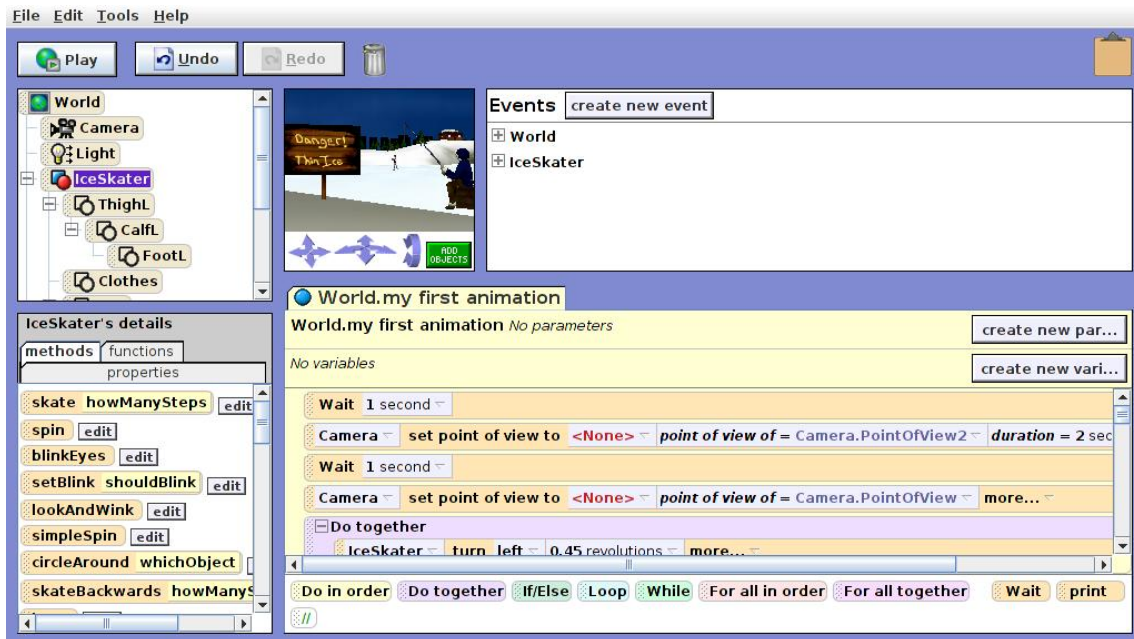 File Edit Tools Help
Play Undo Redo
World
Camera
Light
IceSkater
ThighL
CalfL
FootL
Clothes
Danger!
Thin Ice
ADD
OBJECTS
Events create new event
World
IceSkater
IceSkater's details
methods functions
properties
skate howManySteps edit
spin edit
blinkEyes edit
setBlink shouldBlink edit
lookAndWink edit
simpleSpin edit
circleAround whichObject
skateBackwards howManyS
World.my first animation
World.my first animation No parameters create new par...
No variables create new vari...
Wait 1 second
Camera set point of view to <None> point of view of = Camera.PointOfView2 duration = 2 sec
Wait 1 second
Camera set point of view to <None> point of view of = Camera.PointOfView more...
Do together
IceSkater turn left 0.45 revolutions more...
Do in order Do together If/Else Loop While For all in order For all together Wait print
//